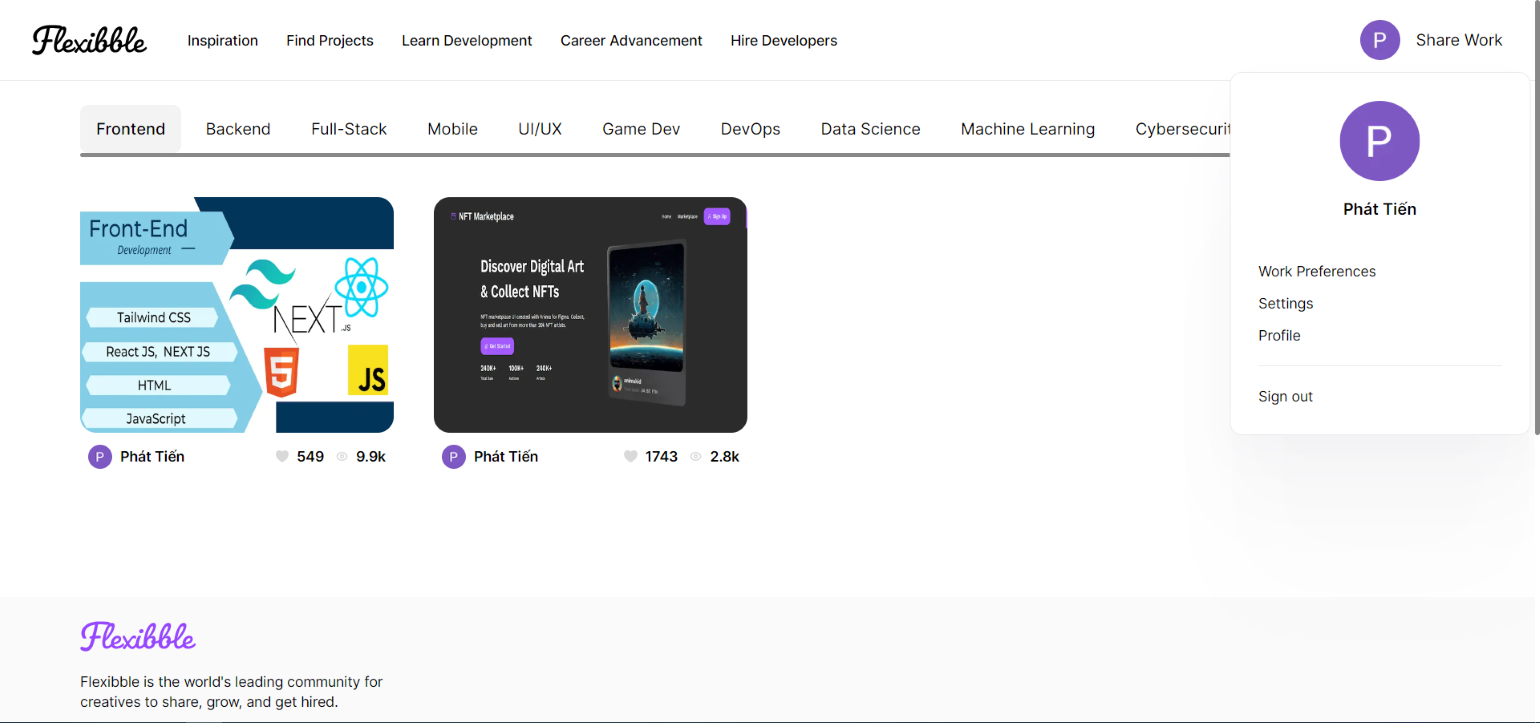 Flexibble
Inspiration
Find Projects
Learn Development
Career Advancement
Hire Developers
P
Share Work
Frontend
Backend
Full-Stack
Mobile
UI/UX
Game Dev
DevOps
Data Science
Machine Learning
Cybersecurit
P
Phát Tiến
Work Preferences
Settings
Profile
Sign out
Front-End
Development
Tailwind CSS
React JS, NEXT JS
HTML
JavaScript
NEXT.JS
5
JS
P
Phát Tiến
549
9.9k
NFT Marketplace
Home
Marketplace
Sign Up
Discover Digital Art
& Collect NFTs
NFT marketplace UI created with Anima for Figma. Collect,
buy and sell art from more than 20k NFT artists.
Get Started
240K+
100K+
240K+
Total Sale
Auctions
Artists
P
Phát Tiến
1743
2.8k
Flexibble
Flexibble is the world's leading community for
creatives to share, grow, and get hired.